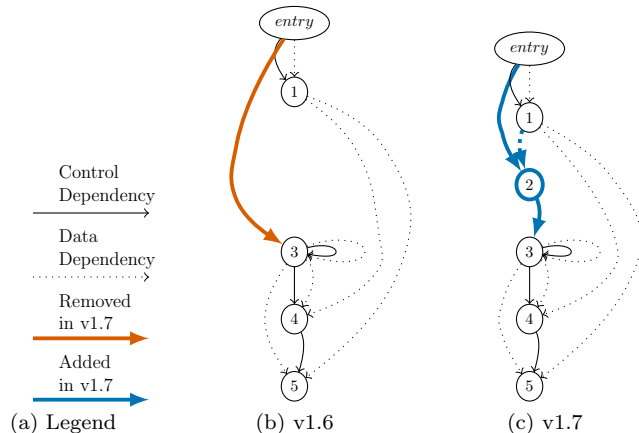 entry
1
3
4
5
entry
1
2
3
4
5
Control
Dependency
Data
Dependency
Removed
in v1.7
Added
in v1.7
(a) Legend
(b) v1.6
(c) v1.7